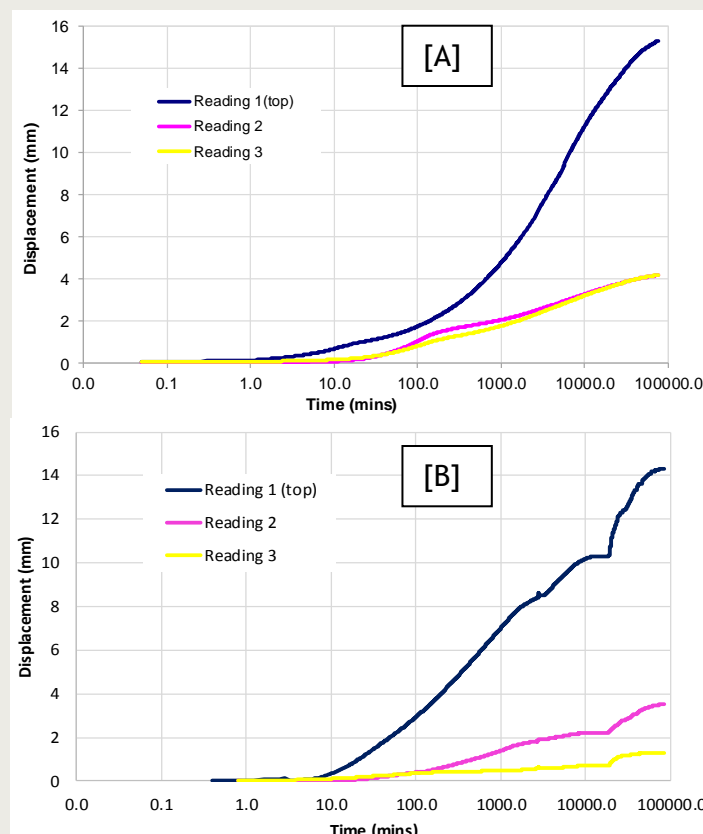 16
[A]
14
Reading 1(top)
12
Reading 2
Reading 3
10
8
6
4
2
0
Displacement (mm)
0.0 0.1 1.0 10.0 100.0 1000.0 10000.0 100000.0
Time (mins)
16
[B]
14
Reading 1 (top)
12
Reading 2
10
Reading 3
8
6
4
2
0
Displacement (mm)
0.0 0.1 1.0 10.0 100.0 1000.0 10000.0 100000.0
Time (mins)